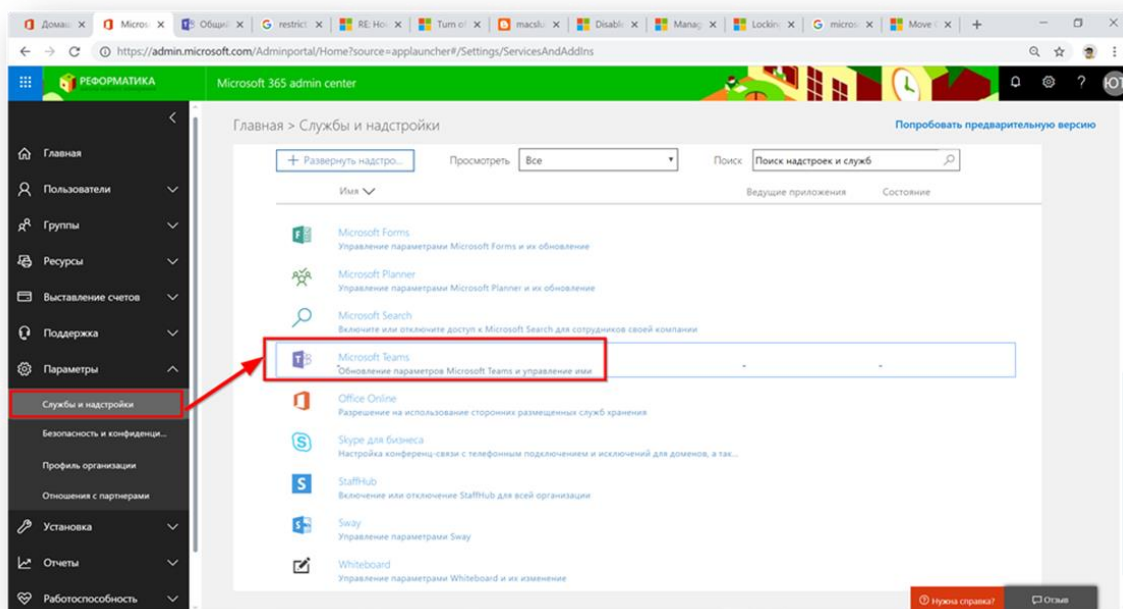 Домаш
Micros
Общий
restrict
RE: Ho
Turn of
macslu
Disable
Manag
Lockin
micros
Move
https://admin.microsoft.com/Adminportal/Home?source=applauncher#/Settings/ServicesAndAddIns
РЕФОРМАТИКА
Microsoft 365 admin center
?
ЮТ
Главная > Службы и надстройки
Попробовать предварительную версию
Главная
Пользователи
Группы
Ресурсы
Выставление счетов
Поддержка
Параметры
Службы и надстройки
Безопасность и конфиденци...
Профиль организации
Отношения с партнерами
Установка
Отчеты
Работоспособность
+ Развернуть надстро...
Просмотреть
Все
Поиск
Поиск надстроек и служб
Имя
Ведущие приложения
Состояние
Microsoft Forms
Управление параметрами Microsoft Forms и их обновление
Microsoft Planner
Управление параметрами Microsoft Planner и их обновление
Microsoft Search
Включите или отключите доступ к Microsoft Search для сотрудников своей компании
Microsoft Teams
Обновление параметров Microsoft Teams и управление ими
- -
Office Online
Разрешение на использование сторонних размещенных служб хранения
Skype для бизнеса
Настройка конференц-связи с телефонным подключением и исключений для доменов, а так...
StaffHub
Включение или отключение StaffHub для всей организации
Sway
Управление параметрами Sway
Whiteboard
Управление параметрами Whiteboard и их изменение
Нужна справка?
Отзыв